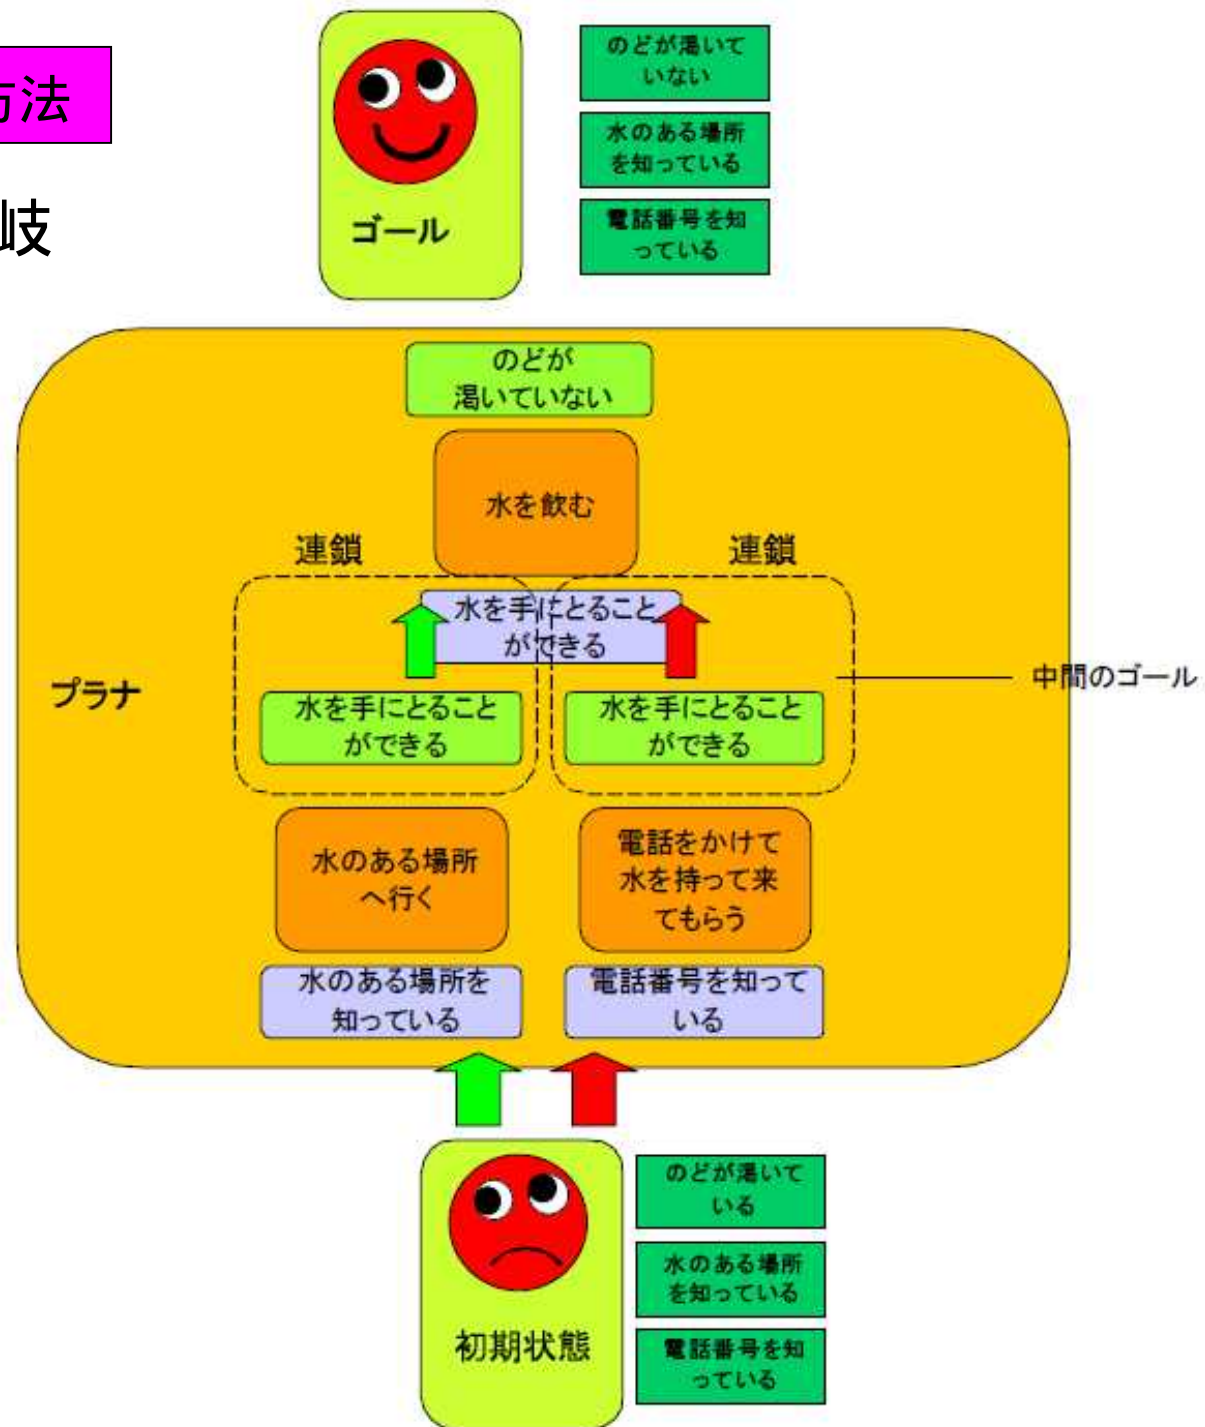 方法
岐
のどが渇いて
いない
水のある場所
を知っている
電話番号を知
っている
ゴール
のどが
渇いていない
水を飲む
連鎖
連鎖
水を手にとること
ができる
プラナ
中間のゴール
水を手にとること
ができる
水を手にとること
ができる
水のある場所
へ行く
電話をかけて
水を持って来
てもらう
水のある場所を
知っている
電話番号を知って
いる
初期状態
のどが渇いて
いる
水のある場所
を知っている
電話番号を知
っている